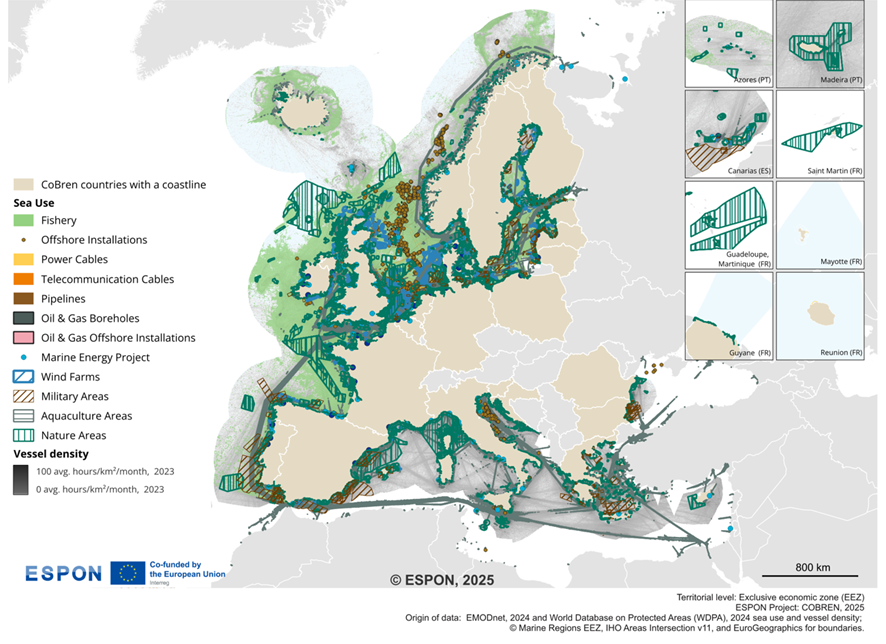 CoBren countries with a coastline
Sea Use
Fishery
Offshore Installations
Power Cables
Telecommunication Cables
Pipelines
Oil & Gas Boreholes
Oil & Gas Offshore Installations
Marine Energy Project
Wind Farms
Military Areas
Aquaculture Areas
Nature Areas
Vessel density
100 avg. hours/km²/month, 2023
0 avg. hours/km²/month, 2023
Azores (PT)
Madeira (PT)
Canarias (ES)
Saint Martin (FR)
Guadeloupe,
Martinique (FR)
Mayotte (FR)
Guyane (FR)
Reunion (FR)
ESPON
Co-funded by
the European Union
Interreg
© ESPON, 2025
800 km
Territorial level: Exclusive economic zone (EEZ)
ESPON Project: COBREN, 2025
Origin of data: EMODnet, 2024 and World Database on Protected Areas (WDPA), 2024 sea use and vessel density;
© Marine Regions EEZ, IHO Areas Intersection v11, and EuroGeographics for boundaries.